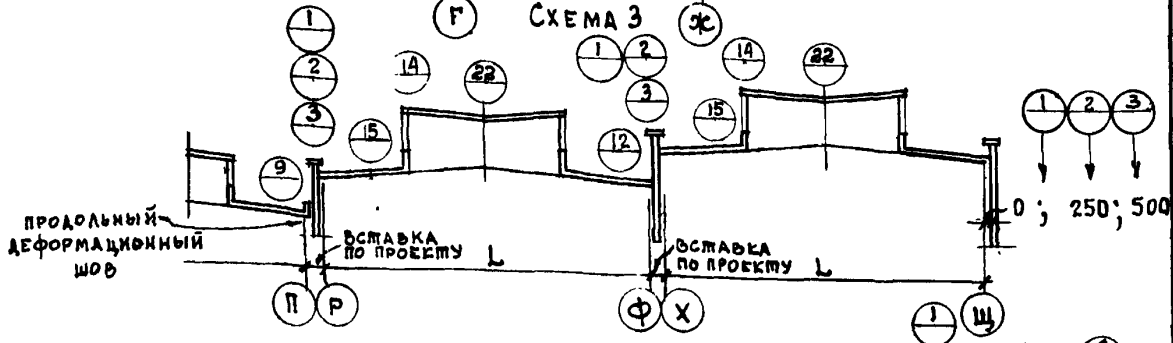 Г
Схема 3
Ж
1
2
3
14
22
15
9
1 2
3
12
14
22
15
1 2 3
0; 250; 500
продольный
деформационный
шов
вставка
по проекту
L
вставка
по проекту
L
П Р
Ф Х
1
Щ